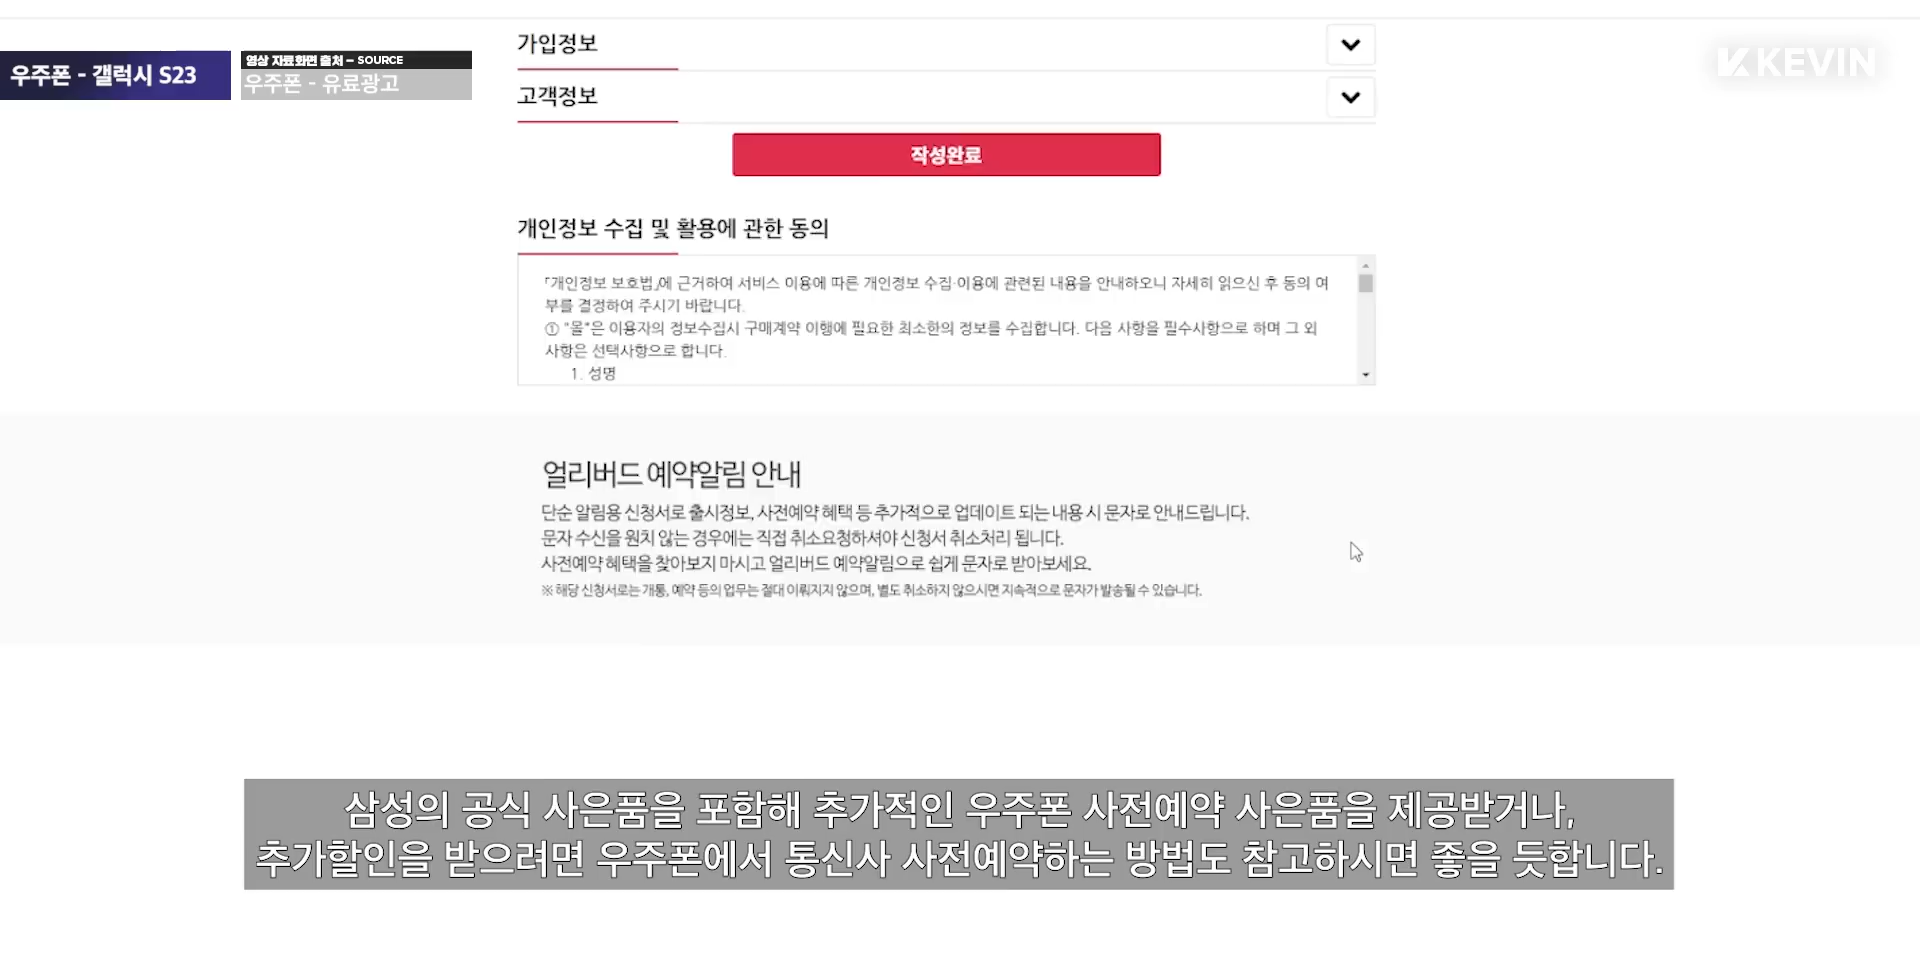 가입정보
우주폰 - 갤럭시 S23
영상 자료화면 출처 – SOURCE
우주폰 - 유료광고
KEVIN
고객정보
작성완료
개인정보 수집 및 활용에 관한 동의
「개인정보 보호법」에 근거하여 서비스 이용에 따른 개인정보 수집·이용에 관련된 내용을 안내하오니 자세히 읽으신 후 동의 여
부를 결정하여 주시기 바랍니다.
① "몰"은 이용자의 정보수집시 구매계약 이행에 필요한 최소한의 정보를 수집합니다. 다음 사항을 필수사항으로 하며 그 외
사항은 선택사항으로 합니다.
1. 성명
얼리버드 예약알림 안내
단순 알림용 신청서로 출시정보, 사전예약 혜택 등 추가적으로 업데이트 되는 내용 시 문자로 안내드립니다.
문자 수신을 원치 않는 경우에는 직접 취소요청하셔야 신청서 취소처리 됩니다.
사전예약 혜택을 찾아보지 마시고 얼리버드 예약알림으로 쉽게 문자로 받아보세요.
※ 해당 신청서로는 개통, 예약 등의 업무는 절대 이뤄지지 않으며, 별도 취소하지 않으시면 지속적으로 문자가 발송될 수 있습니다.
삼성의 공식 사은품을 포함해 추가적인 우주폰 사전예약 사은품을 제공받거나,
추가할인을 받으려면 우주폰에서 통신사 사전예약하는 방법도 참고하시면 좋을 듯합니다.